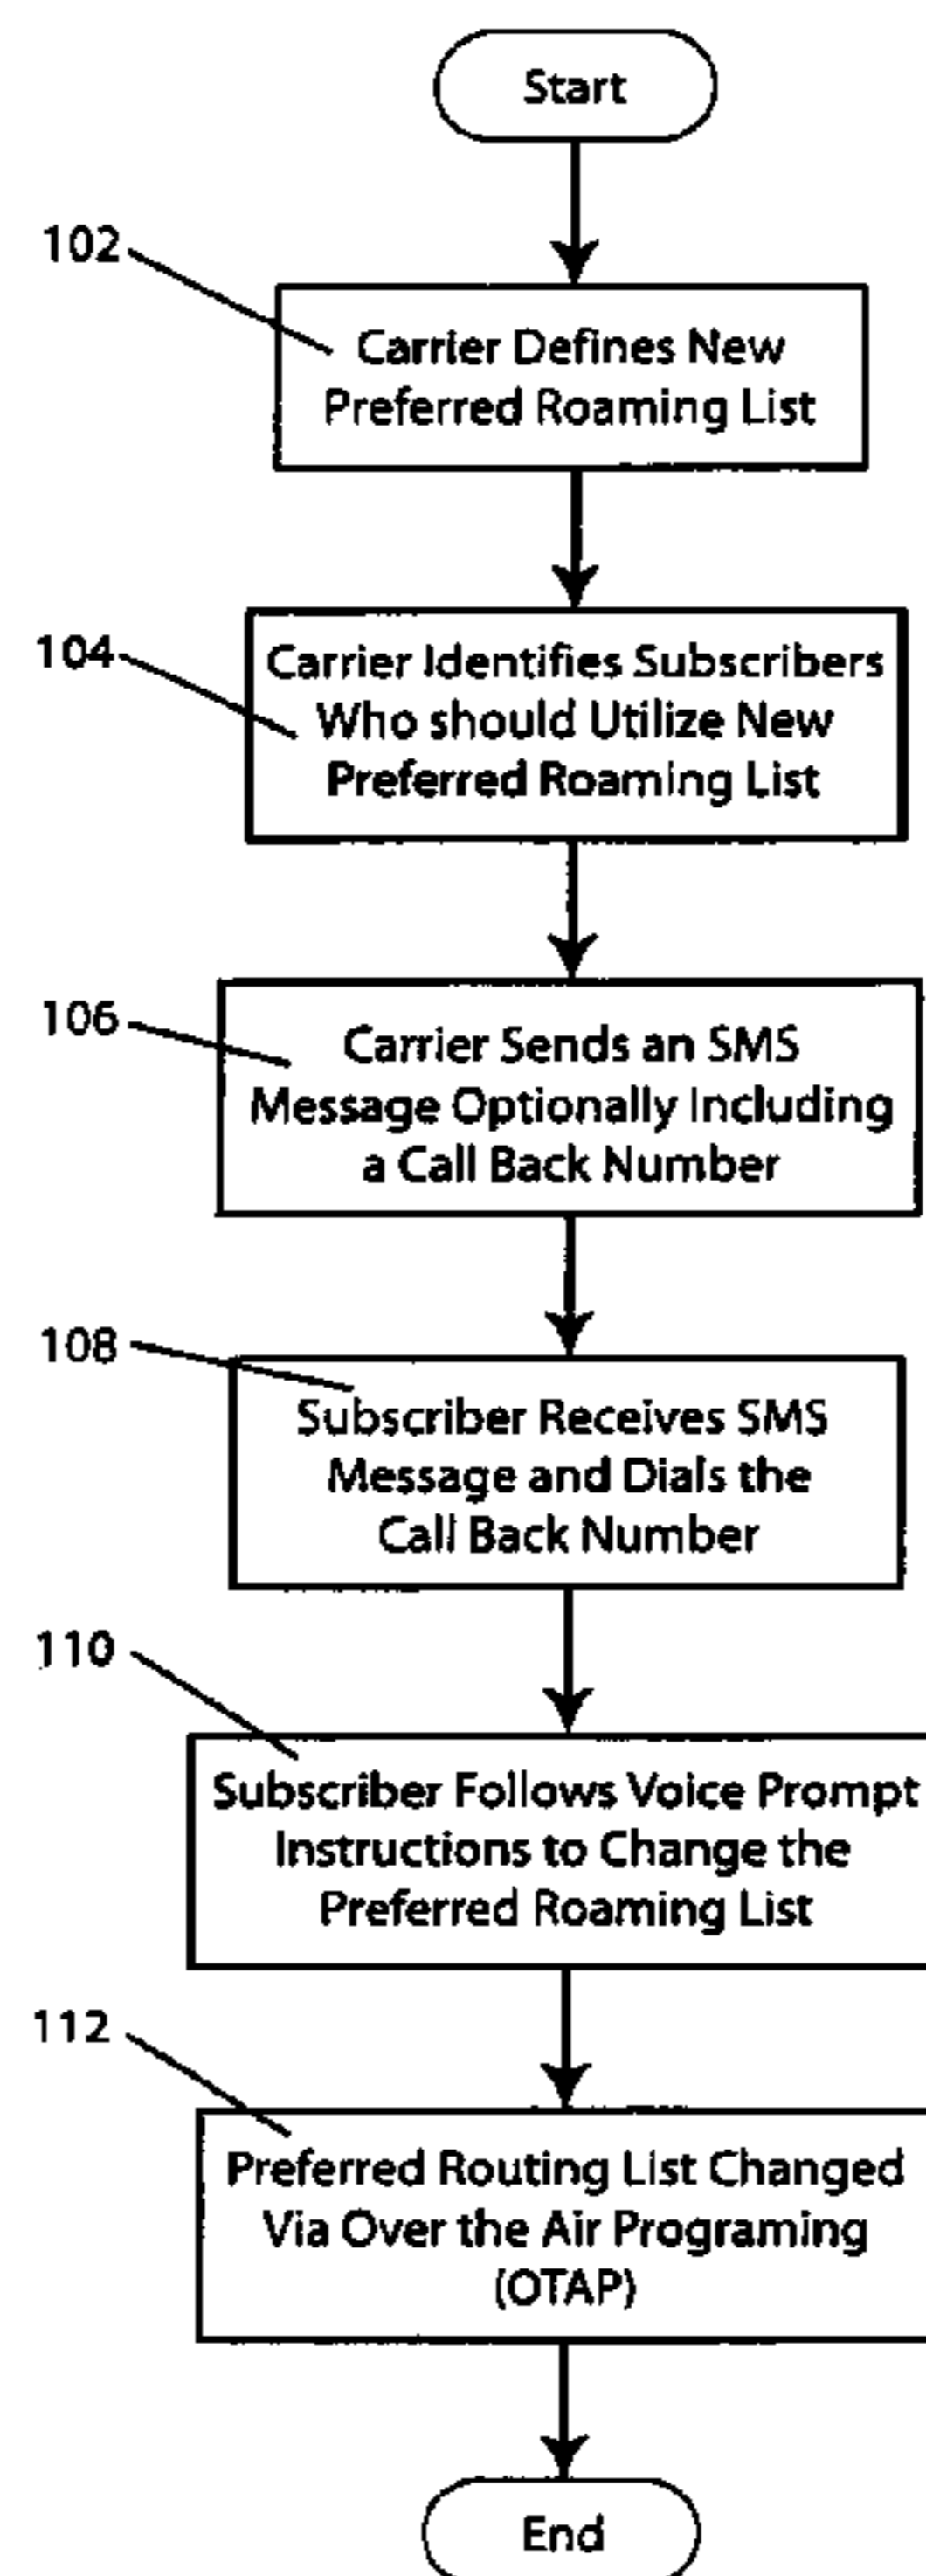 Start
102
Carrier Defines New
Preferred Roaming List
104
Carrier Identifies Subscribers
Who should Utilize New
Preferred Roaming List
106
Carrier Sends an SMS
Message Optionally Including
a Call Back Number
108
Subscriber Receives SMS
Message and Dials the
Call Back Number
110
Subscriber Follows Voice Prompt
Instructions to Change the
Preferred Roaming List
112
Preferred Routing List Changed
Via Over the Air Programing
(OTAP)
End